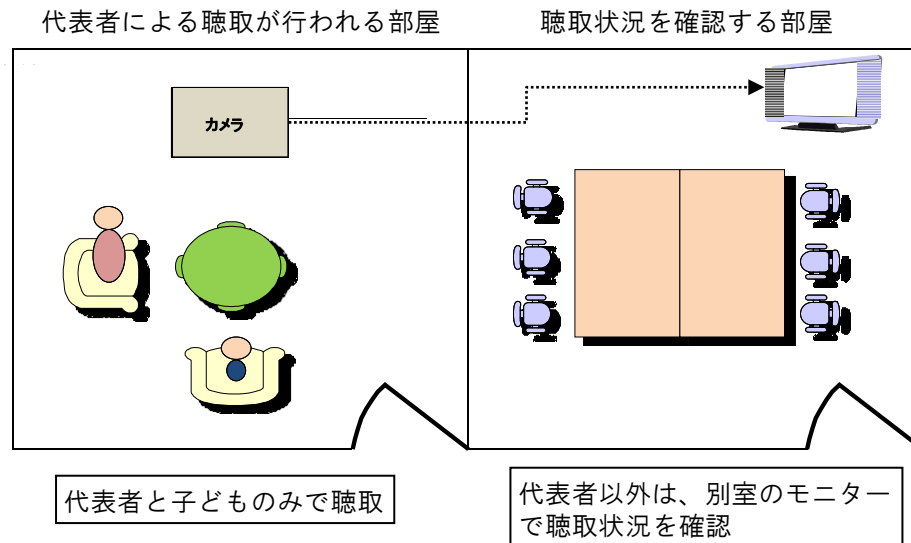 代表者による聴取が行われる部屋
聴取状況を確認する部屋
カメラ
代表者と子どものみで聴取
代表者以外は、別室のモニター
で聴取状況を確認